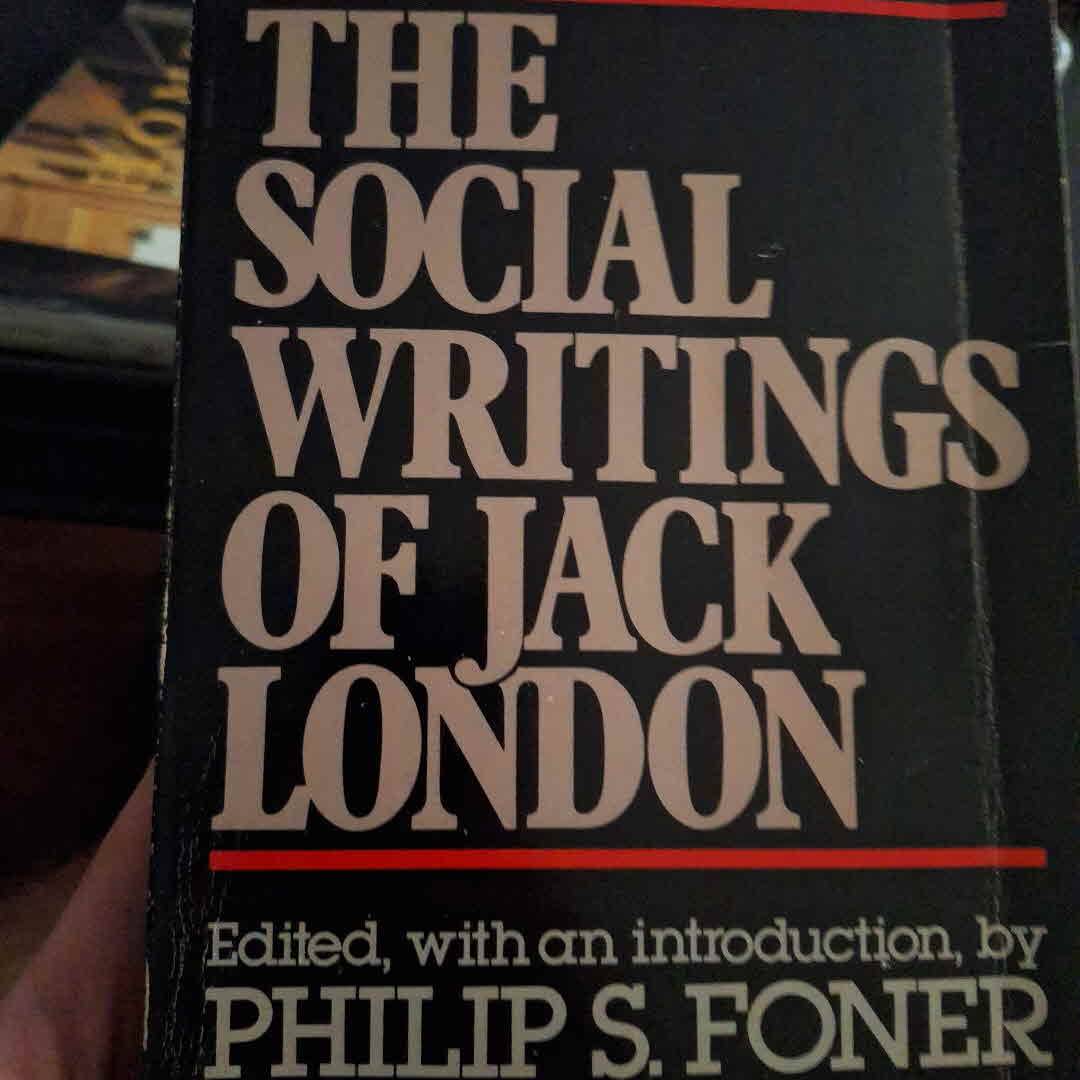 THE
SOCIAL
WRITINGS
OF JACK
LONDON
Edited, with an introduction, by
PHILIP S. FONER